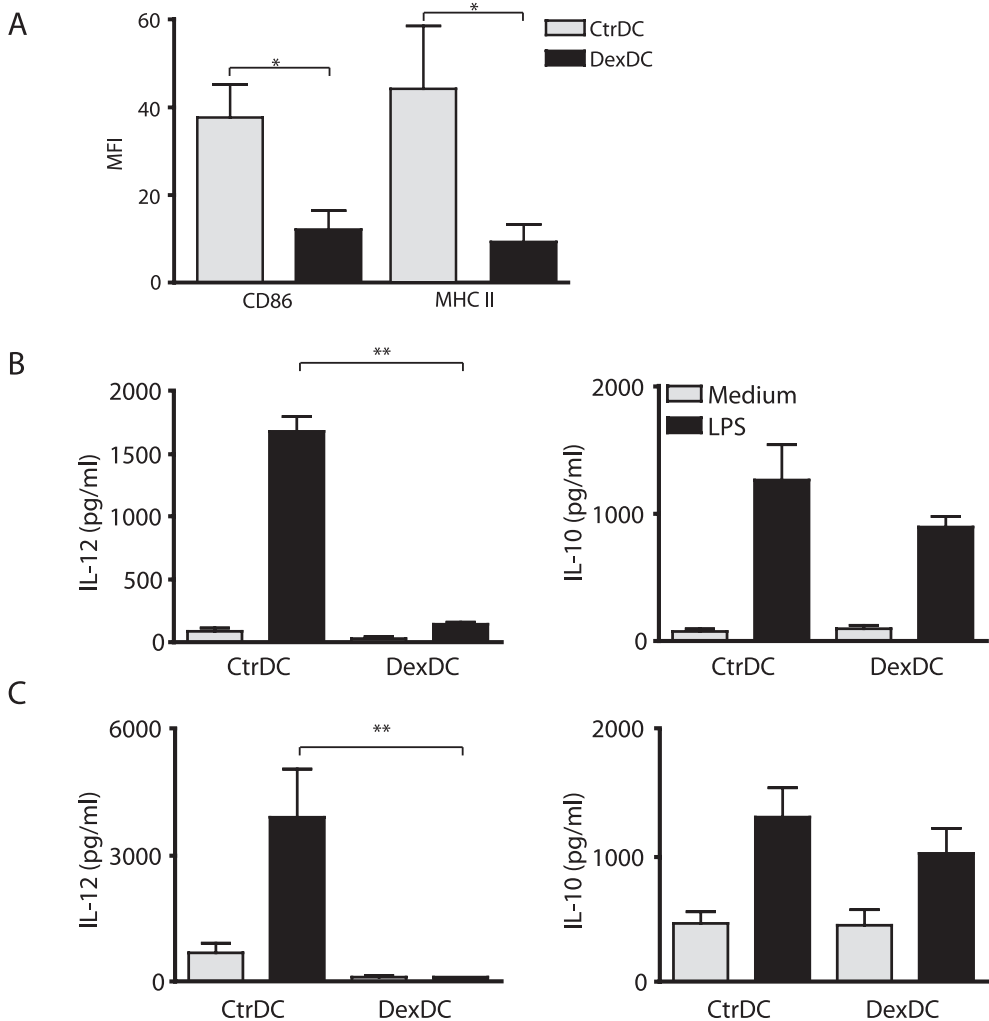 A
60
40
20
0
MFI
*
*
CtrDC
DexDC
CD86
MHC II
B
2000
1500
1000
500
0
IL-12 (pg/ml)
**
CtrDC
DexDC
2000
1000
0
IL-10 (pg/ml)
Medium
LPS
CtrDC
DexDC
C
6000
3000
0
IL-12 (pg/ml)
**
CtrDC
DexDC
2000
1000
0
IL-10 (pg/ml)
CtrDC
DexDC